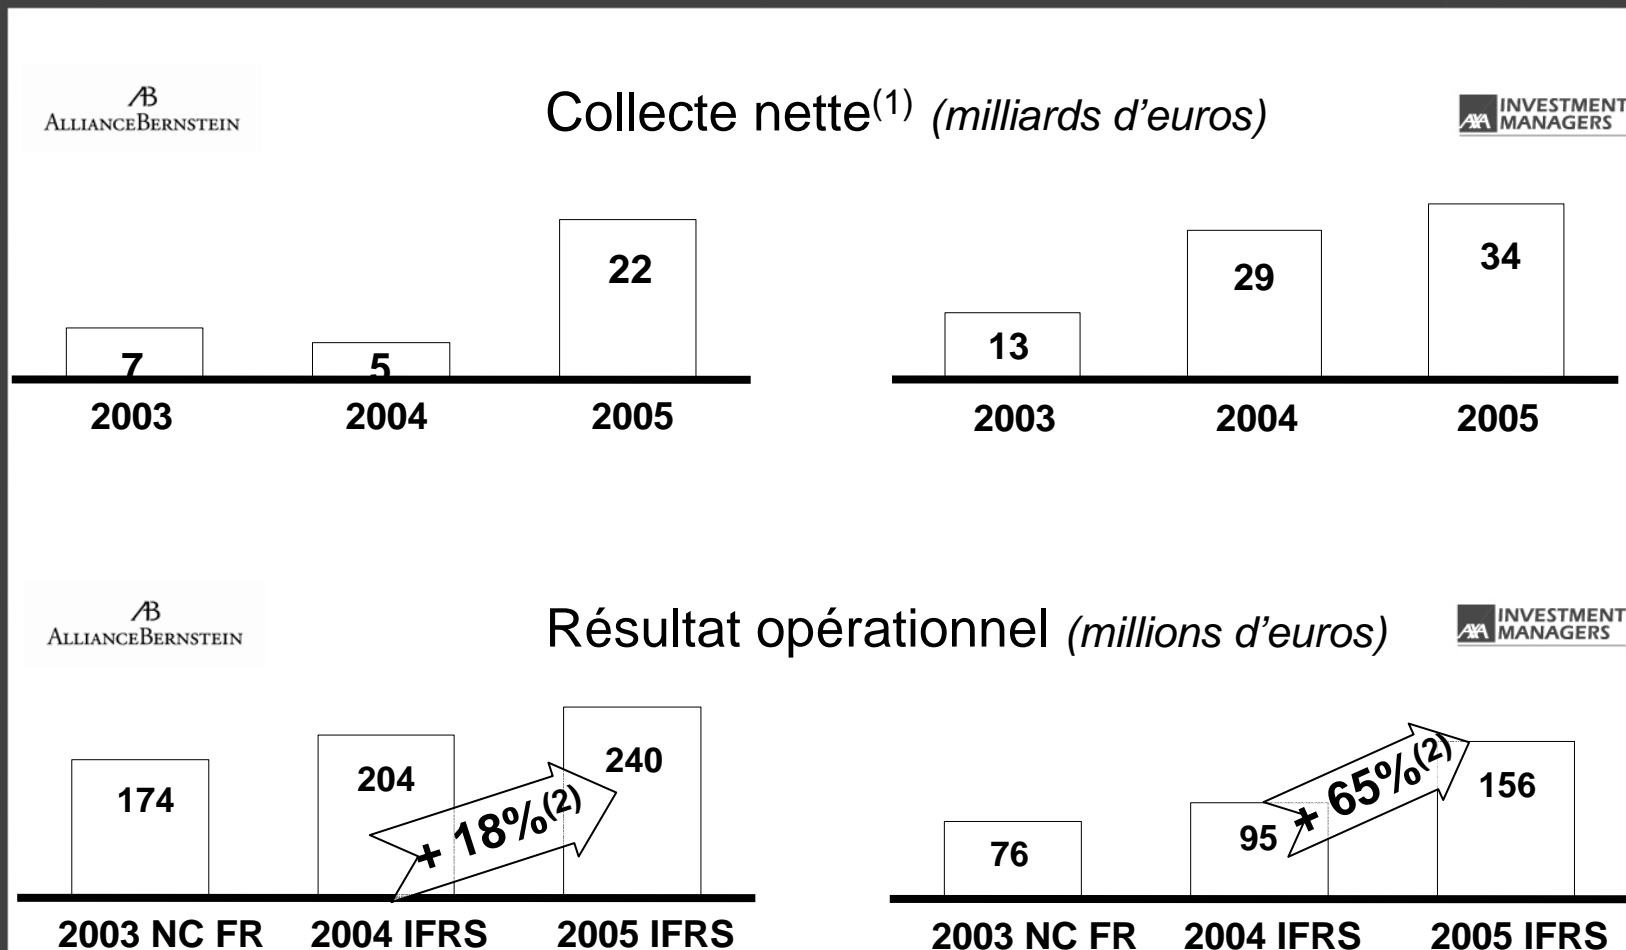 AB
ALLIANCEBERNSTEIN
Collecte nette(1) (milliards d'euros)
AXA INVESTMENT MANAGERS
7
5
22
2003
2004
2005
13
29
34
2003
2004
2005
AB
ALLIANCEBERNSTEIN
Résultat opérationnel (millions d'euros)
AXA INVESTMENT MANAGERS
174
204
240
+ 18%(2)
2003 NC FR
2004 IFRS
2005 IFRS
76
95
156
+ 65%(2)
2003 NC FR
2004 IFRS
2005 IFRS